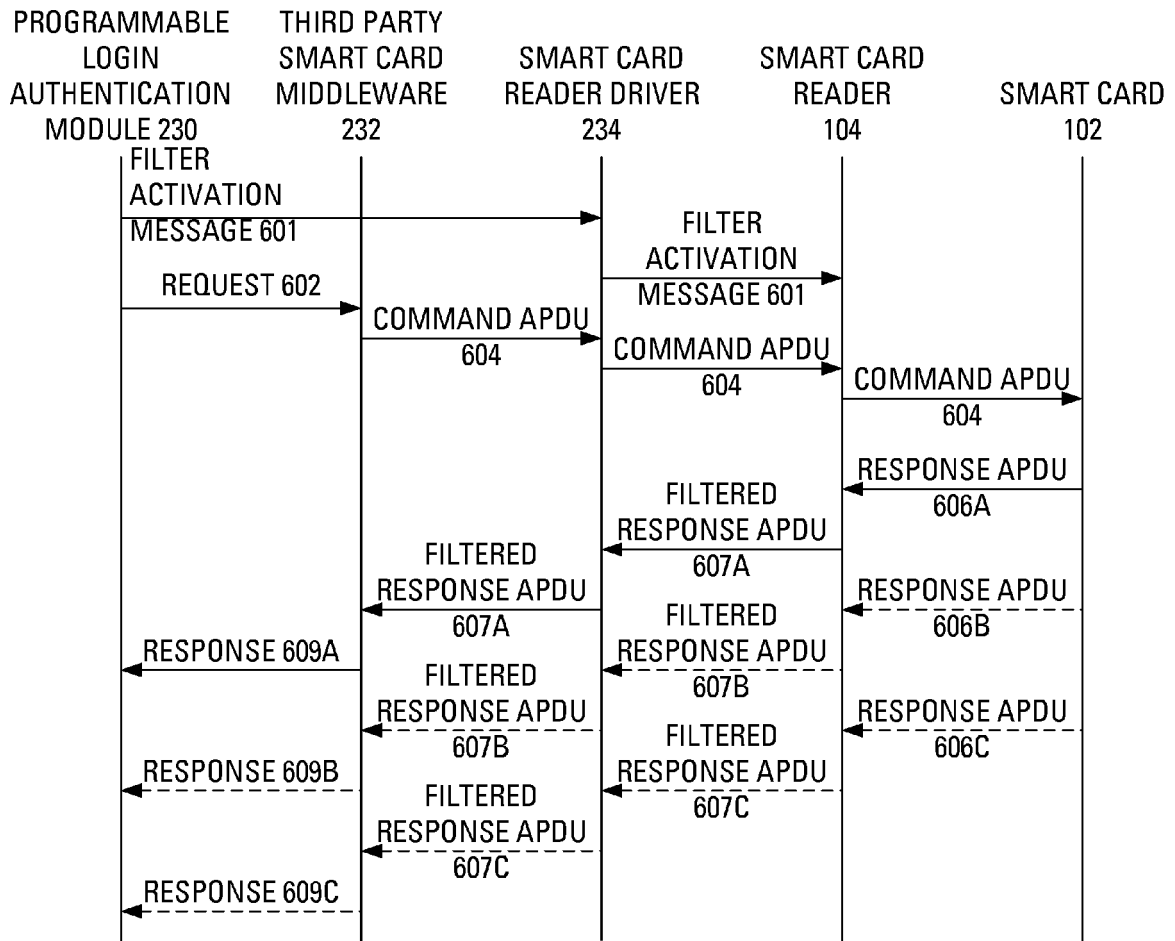 PROGRAMMABLE
LOGIN
AUTHENTICATION
MODULE 230
THIRD PARTY
SMART CARD
MIDDLEWARE
232
SMART CARD
READER DRIVER
234
SMART CARD
READER
104
SMART CARD
102
FILTER
ACTIVATION
MESSAGE 601
FILTER
ACTIVATION
MESSAGE 601
REQUEST 602
COMMAND APDU
604
COMMAND APDU
604
COMMAND APDU
604
RESPONSE APDU
606A
FILTERED
RESPONSE APDU
607A
FILTERED
RESPONSE APDU
607A
RESPONSE APDU
606B
RESPONSE 609A
FILTERED
RESPONSE APDU
607B
FILTERED
RESPONSE APDU
607B
RESPONSE APDU
606C
RESPONSE 609B
FILTERED
RESPONSE APDU
607C
FILTERED
RESPONSE APDU
607C
RESPONSE 609C